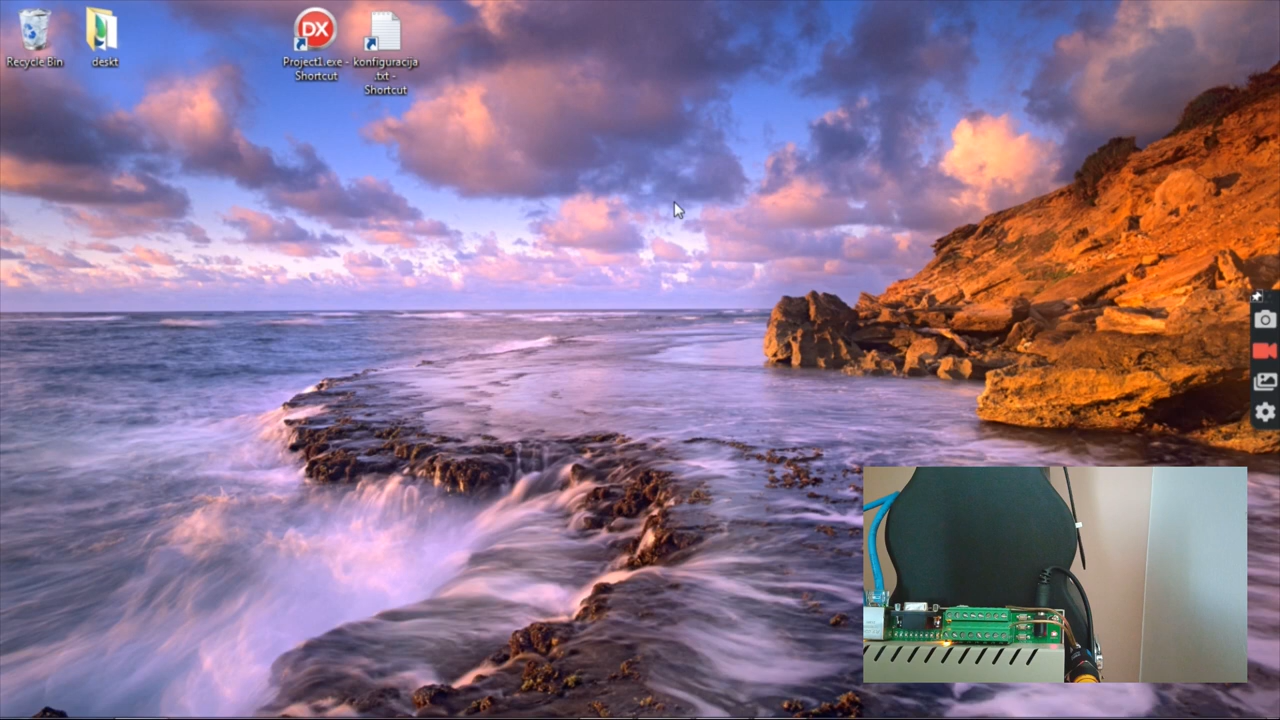 Recycle Bin
deskt
DX
Project1.exe -
Shortcut
konfiguracija
.txt -
Shortcut